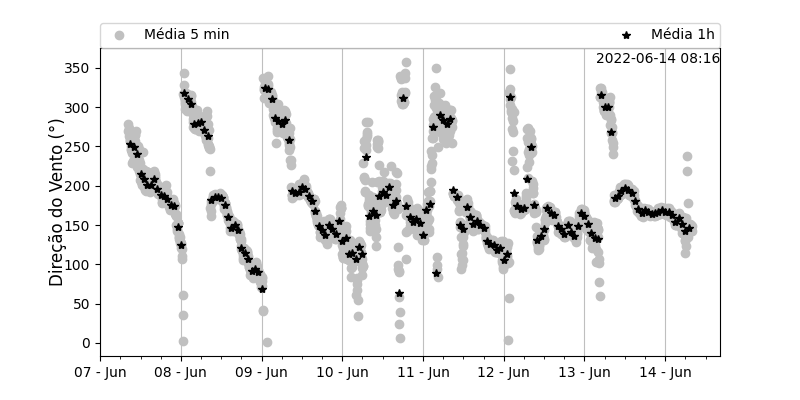 Média 5 min
Média 1h
2022-06-14 08:16
Direção do Vento (°)
350
300
250
200
150
100
50
0
07 - Jun
08 - Jun
09 - Jun
10 - Jun
11 - Jun
12 - Jun
13 - Jun
14 - Jun